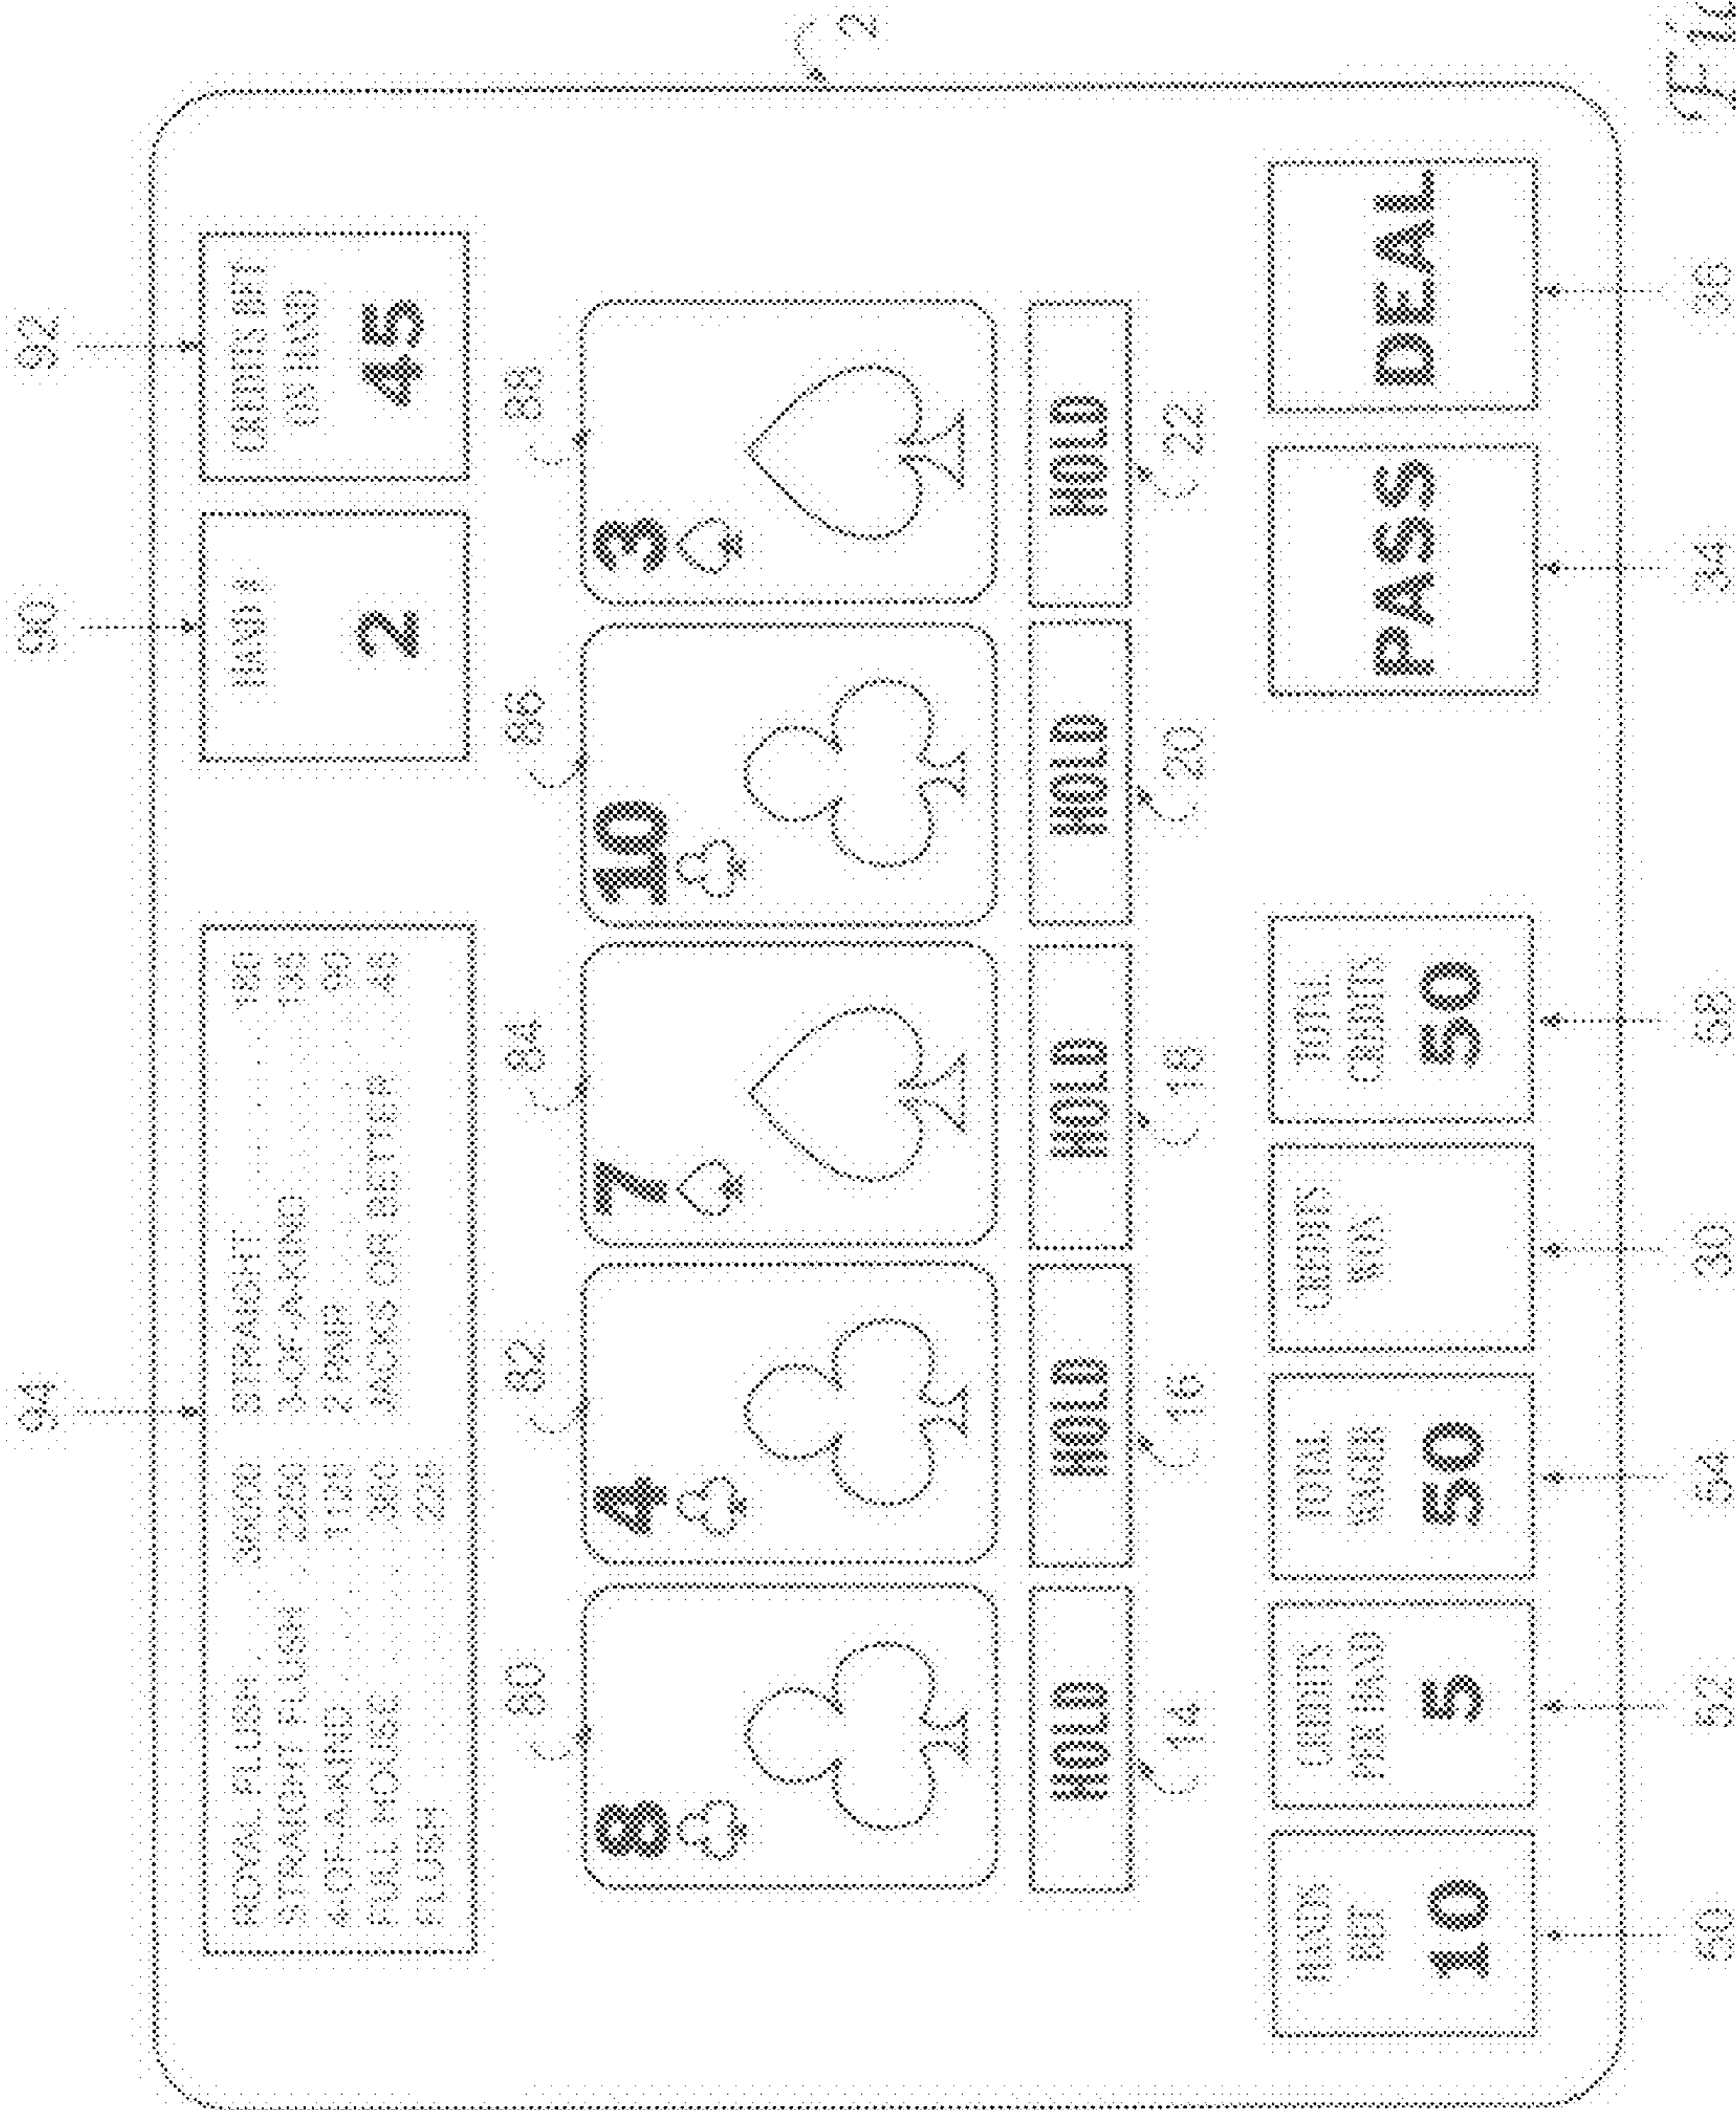 94
90
92
ROYAL FLUSH
STRAIGHT
STRAIGHT FLUSH
3-OF-A-KIND
4-OF-A-KIND
2 PAIR
FULL HOUSE
JACKS OR BETTER
FLUSH
HAND #
2
CREDITS
45
80
82
84
86
88
8
4
7
10
3
HOLD
HOLD
HOLD
HOLD
HOLD
14
16
18
20
22
2
HANDS
BET
10
CREDITS
PER HAND
5
TOTAL
WAGER
50
CREDITS
WON
TOTAL
CREDITS
50
PASS
DEAL
50
52
54
30
58
34
36